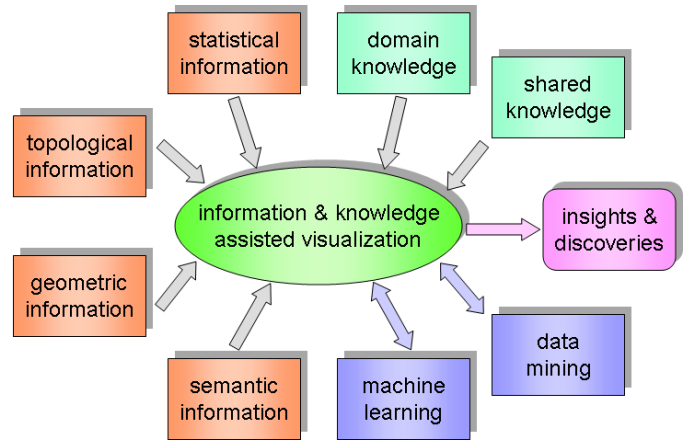 statistical
information
domain
knowledge
shared
knowledge
topological
information
information & knowledge
assisted visualization
insights &
discoveries
geometric
information
semantic
information
machine
learning
data
mining